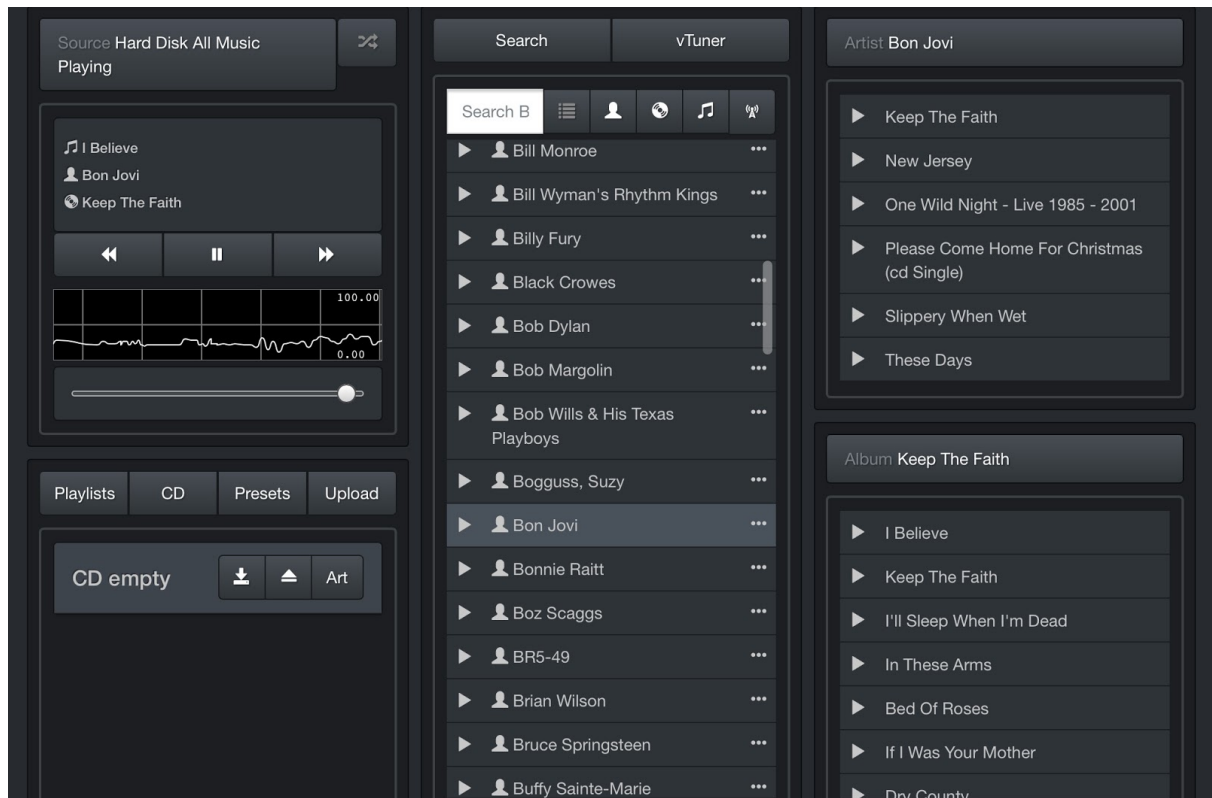 Source Hard Disk All Music
Playing
I Believe
Bon Jovi
Keep The Faith
100.00
0.00
Playlists
CD
Presets
Upload
CD empty
Art
Search
vTuner
Search B
Bill Monroe
Bill Wyman's Rhythm Kings
Billy Fury
Black Crowes
Bob Dylan
Bob Margolin
Bob Wills & His Texas
Playboys
Bogguss, Suzy
Bon Jovi
Bonnie Raitt
Boz Scaggs
BR5-49
Brian Wilson
Bruce Springsteen
Buffy Sainte-Marie
Artist Bon Jovi
Keep The Faith
New Jersey
One Wild Night - Live 1985 - 2001
Please Come Home For Christmas
(cd Single)
Slippery When Wet
These Days
Album Keep The Faith
I Believe
Keep The Faith
I'll Sleep When I'm Dead
In These Arms
Bed Of Roses
If I Was Your Mother
Dry County